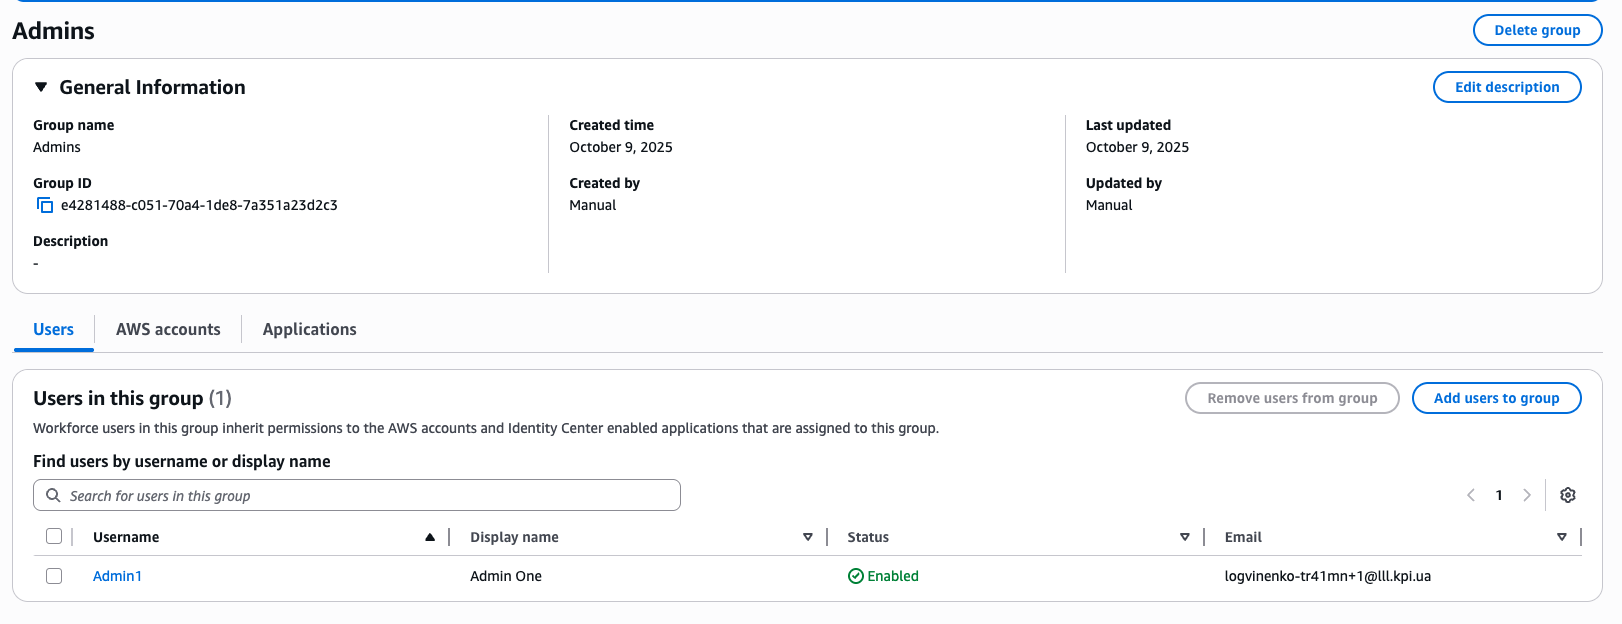 Admins
Delete group
General Information
Edit description
Group name
Admins
Created time
October 9, 2025
Last updated
October 9, 2025
Group ID
e4281488-c051-70a4-1de8-7a351a23d2c3
Created by
Manual
Updated by
Manual
Description
-
Users
AWS accounts
Applications
Users in this group (1)
Remove users from group
Add users to group
Workforce users in this group inherit permissions to the AWS accounts and Identity Center enabled applications that are assigned to this group.
Find users by username or display name
Search for users in this group
1
Username
Display name
Status
Email
Admin1
Admin One
Enabled
logvinenko-tr41mn+1@lll.kpi.ua